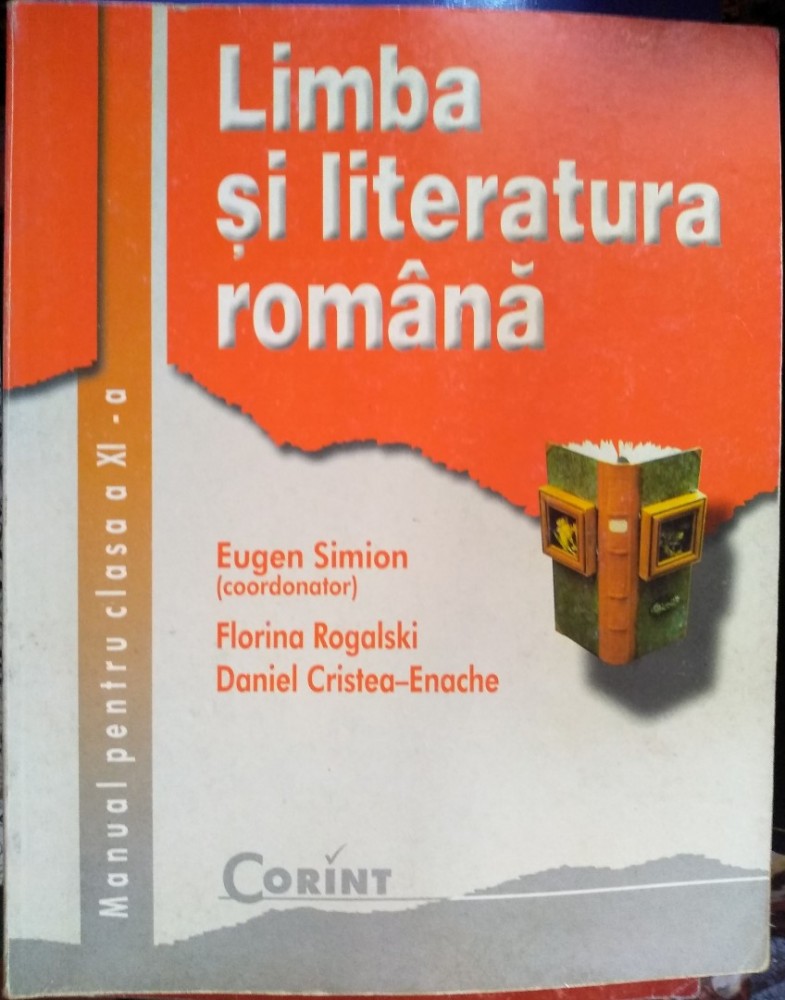 Limba
și literatura
română
Manual pentru clasa a XI-a
Eugen Simion
(coordonator)
Florina Rogalski
Daniel Cristea-Enache
CORINT